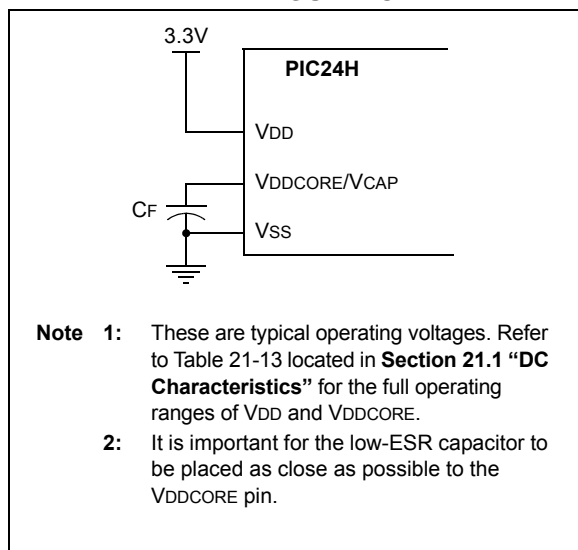 3.3V
PIC24H
VDD
VDDCORE/VCAP
CF
VSS
Note 1: These are typical operating voltages. Refer
to Table 21-13 located in Section 21.1 “DC
Characteristics” for the full operating
ranges of VDD and VDDCORE.
2: It is important for the low-ESR capacitor to
be placed as close as possible to the
VDDCORE pin.